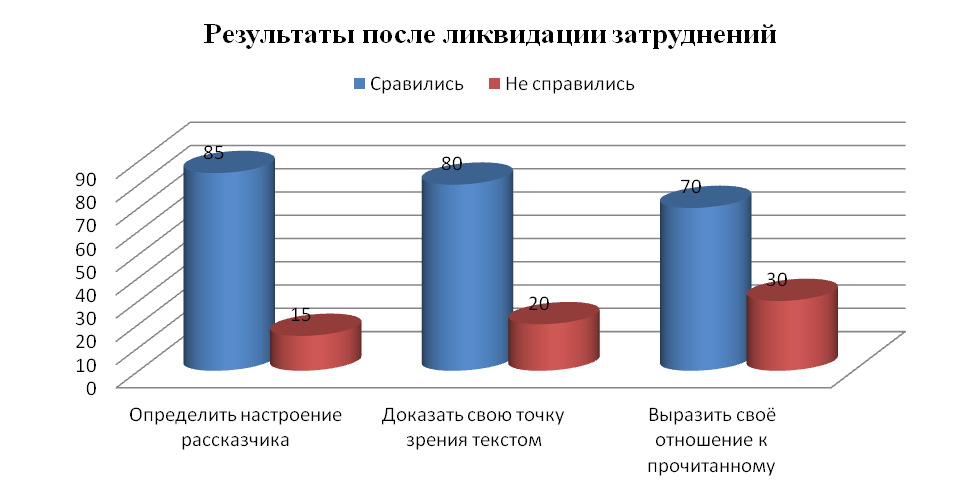 Результаты после ликвидации затруднений
Сравились Не справились
85
80
70
15
20
30
90
80
70
60
50
40
30
20
10
0
Определить настроение
рассказчика
Доказать свою точку
зрения текстом
Выразить своё
отношение к
прочитанному